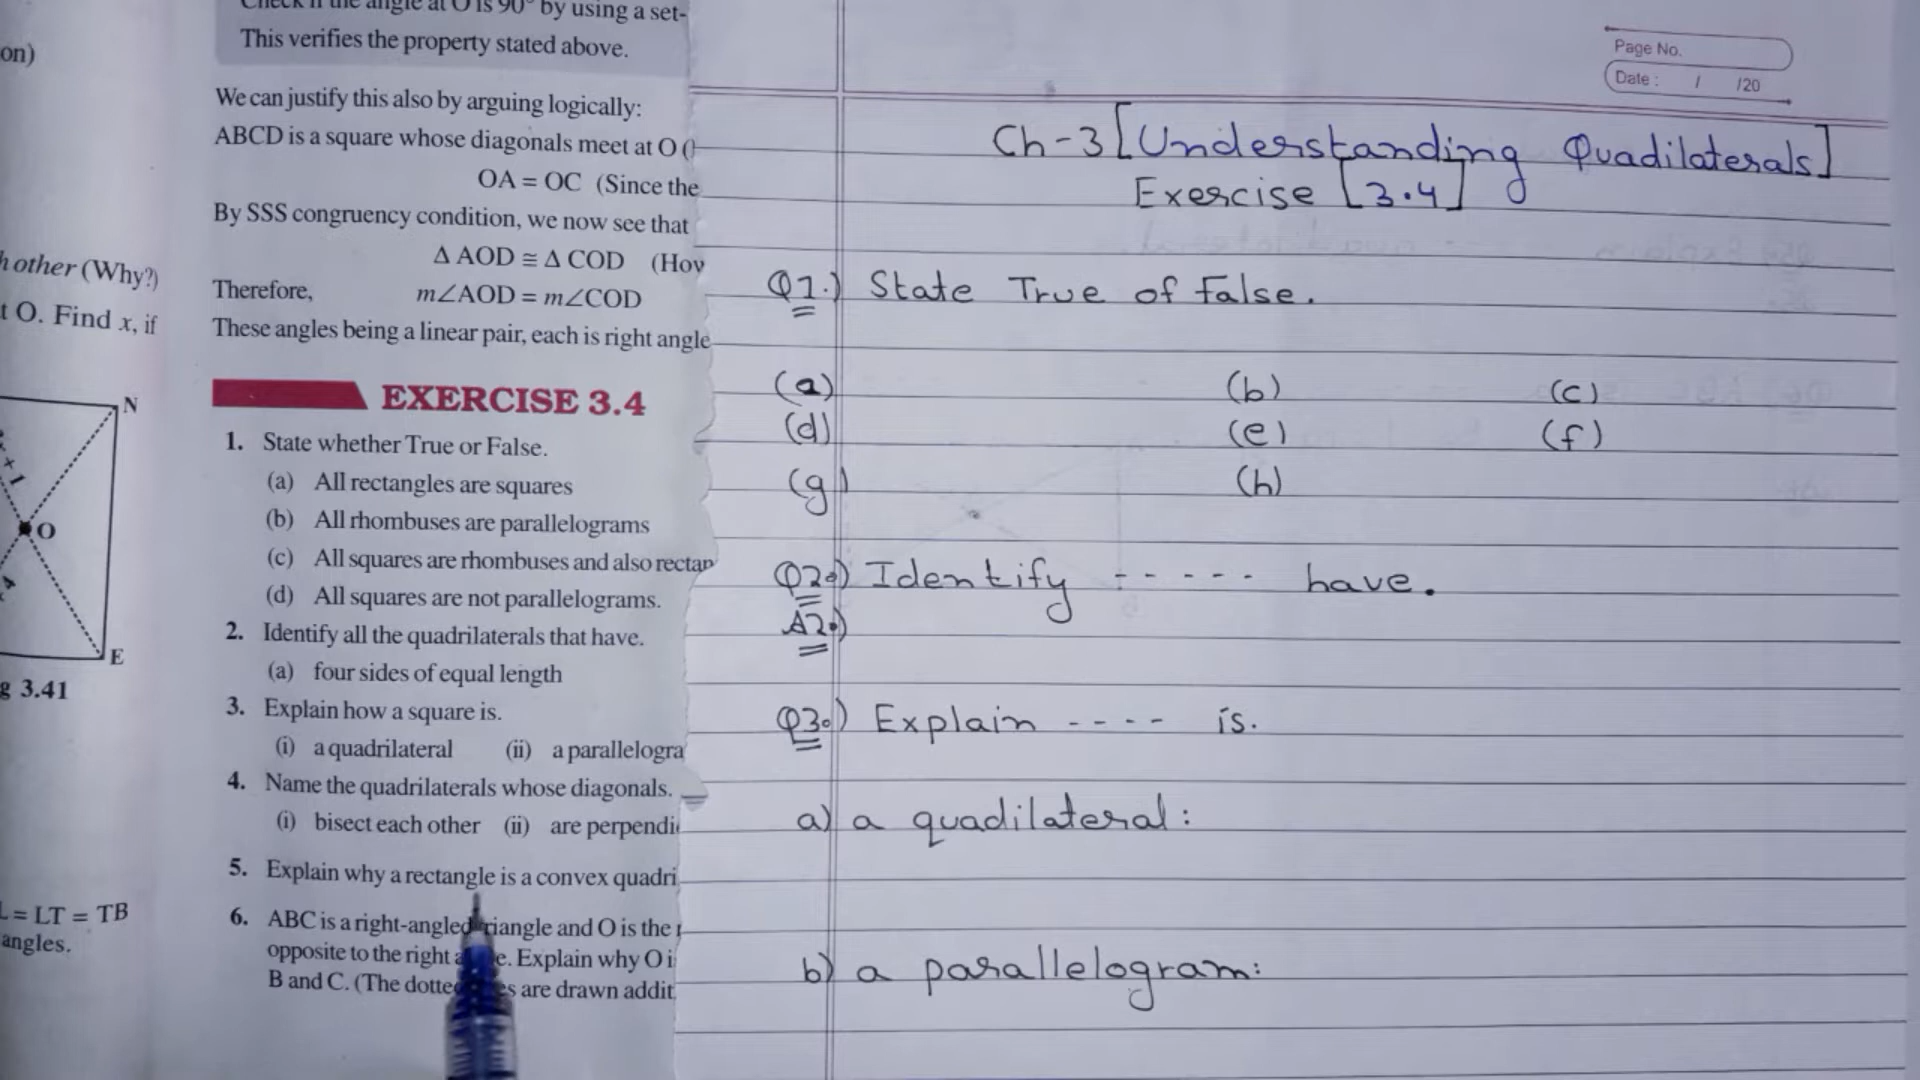 on)
h other (Why?)
t O. Find x, if
N
O
E
g 3.41
L = LT = TB
angles.
Check if the angle at O is 90° by using a set-
This verifies the property stated above.
We can justify this also by arguing logically:
ABCD is a square whose diagonals meet at O (
OA = OC (Since the
By SSS congruency condition, we now see that
Δ AOD ≅ Δ COD (How
Therefore, m∠AOD = m∠COD
These angles being a linear pair, each is right angle
EXERCISE 3.4
1. State whether True or False.
(a) All rectangles are squares
(b) All rhombuses are parallelograms
(c) All squares are rhombuses and also rectan
(d) All squares are not parallelograms.
2. Identify all the quadrilaterals that have.
(a) four sides of equal length
3. Explain how a square is.
(i) a quadrilateral (ii) a parallelogra
4. Name the quadrilaterals whose diagonals.
(i) bisect each other (ii) are perpendi
5. Explain why a rectangle is a convex quadri
6. ABC is a right-angled triangle and O is the
opposite to the right a e. Explain why O i
B and C. (The dotted es are drawn addit
Page No.
Date : / /20
Ch-3 [Understanding Quadilaterals]
Exercise [3.4]
Q1.) State True of False.
(a) (b) (c)
(d) (e) (f)
(g) (h)
Q2.) Identify - - - - - have.
A2.)
Q3.) Explain - - - - is.
a) a quadilateral:
b) a parallelogram: